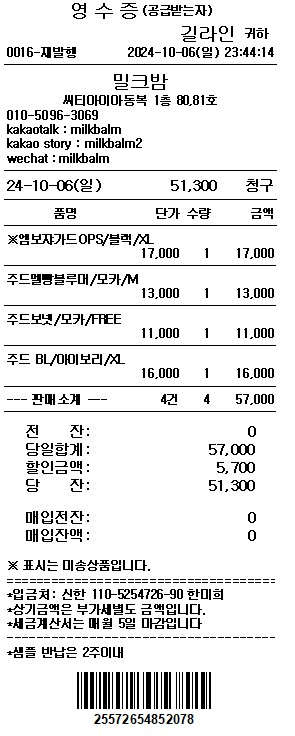 영 수 증 (공급받는자)
길라인 귀하
0016-재발행 2024-10-06(일) 23:44:14
밀크밤
씨티아이아동복 1층 80,81호
010-5096-3069
kakaotalk : milkbalm
kakao story : milkbalm2
wechat : milkbalm
24-10-06(일) 51,300 청구
품명 단가 수량 금액
※엠보자가드OPS/블랙/XL
17,000 1 17,000
주드멜빵블루머/모카/M
13,000 1 13,000
주드보넷/모카/FREE
11,000 1 11,000
주드 BL/아이보리/XL
16,000 1 16,000
--- 판매소계 --- 4건 4 57,000
전 잔: 0
당일합계: 57,000
할인금액: 5,700
당 잔: 51,300
매입전잔: 0
매입잔액: 0
※ 표시는 미송상품입니다.
*입금처: 신한 110-5254726-90 한미희
*상기금액은 부가세별도 금액입니다.
*세금계산서는 매월 5일 마감입니다
*샘플 반납은 2주이내
25572654852078